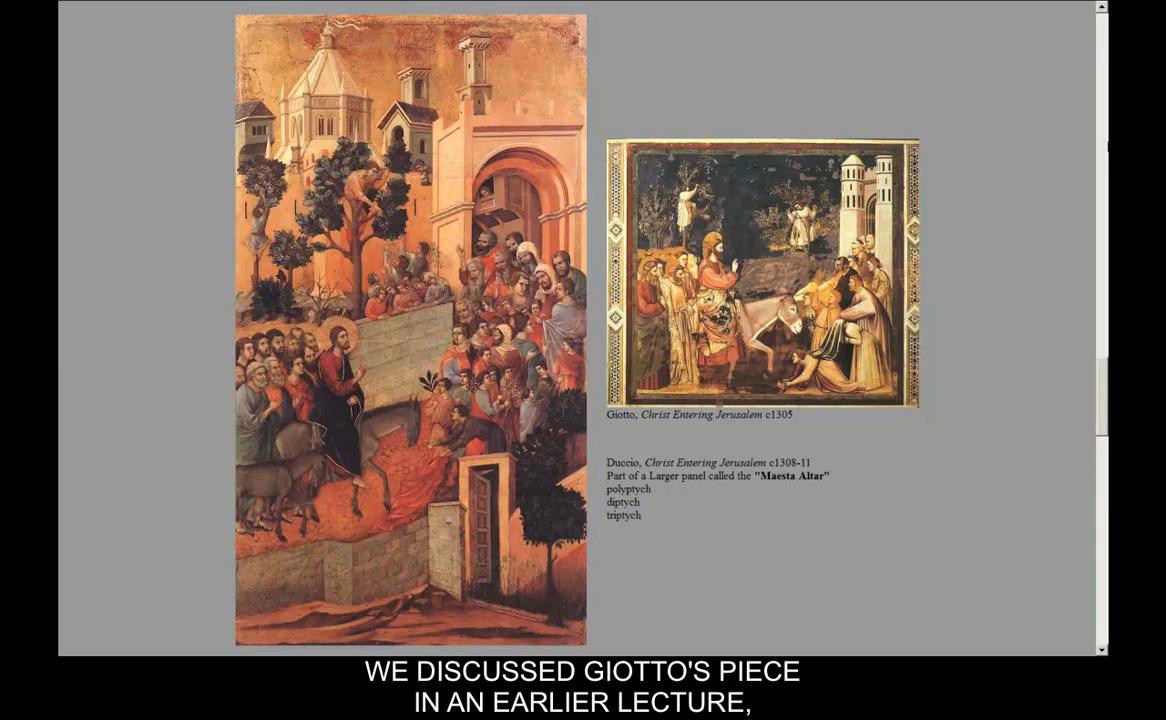 Giotto, Christ Entering Jerusalem c1305
Duccio, Christ Entering Jerusalem c1308-11
Part of a Larger panel called the "Maesta Altar"
polyptych
diptych
triptych
WE DISCUSSED GIOTTO'S PIECE
IN AN EARLIER LECTURE,